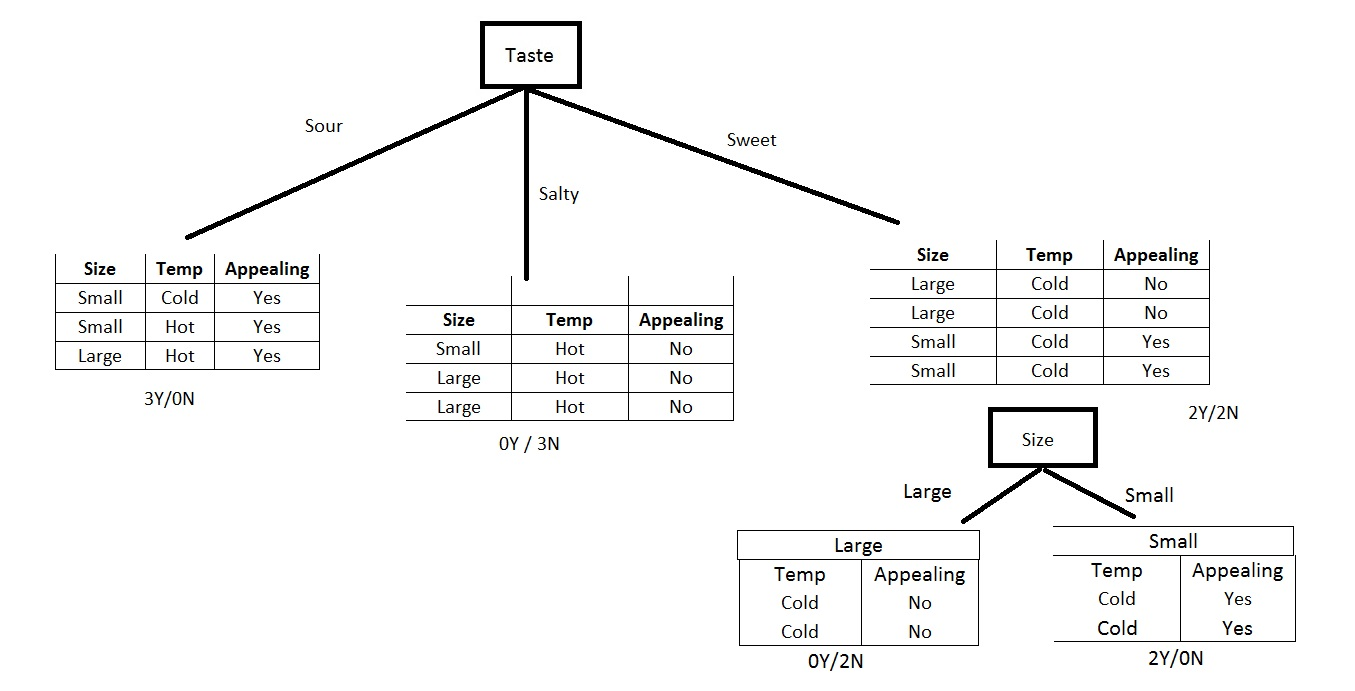 Taste
Sour
Salty
Sweet
Size Temp Appealing
Small Cold Yes
Small Hot Yes
Large Hot Yes
3Y/0N
Size Temp Appealing
Small Hot No
Large Hot No
Large Hot No
0Y / 3N
Size Temp Appealing
Large Cold No
Large Cold No
Small Cold Yes
Small Cold Yes
2Y/2N
Size
Large
Small
Large
Temp Appealing
Cold No
Cold No
0Y/2N
Small
Temp Appealing
Cold Yes
Cold Yes
2Y/0N